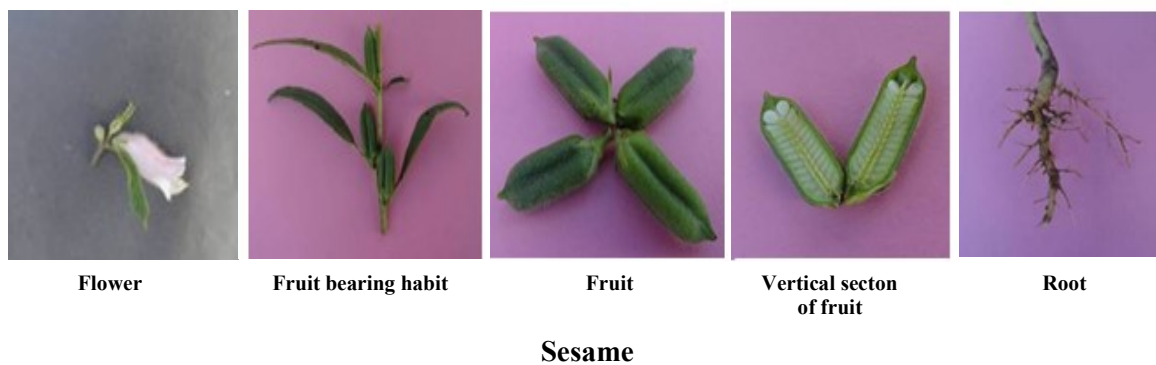 Flower
Fruit bearing habit
Fruit
Vertical secton
of fruit
Root
Sesame